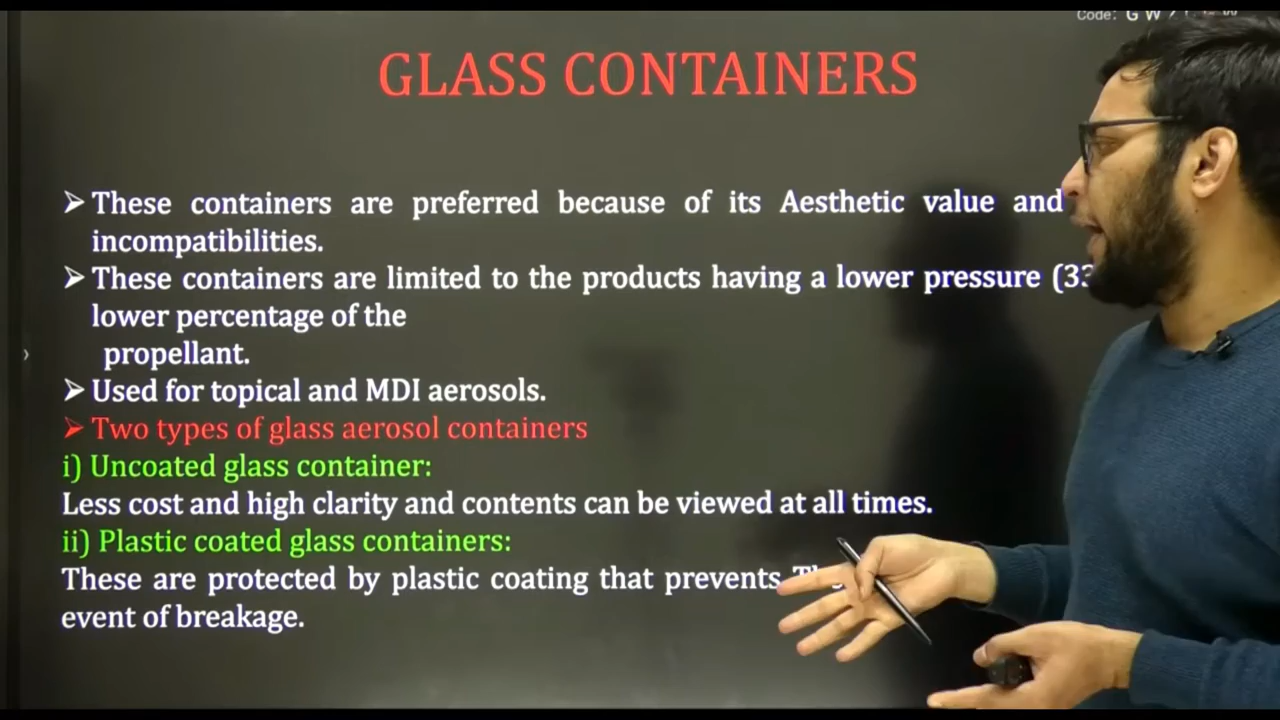 Code: G W
GLASS CONTAINERS
➢ These containers are preferred because of its Aesthetic value and
incompatibilities.
➢ These containers are limited to the products having a lower pressure (33
lower percentage of the
propellant.
➢ Used for topical and MDI aerosols.
➢ Two types of glass aerosol containers
i) Uncoated glass container:
Less cost and high clarity and contents can be viewed at all times.
ii) Plastic coated glass containers:
These are protected by plastic coating that prevents
event of breakage.